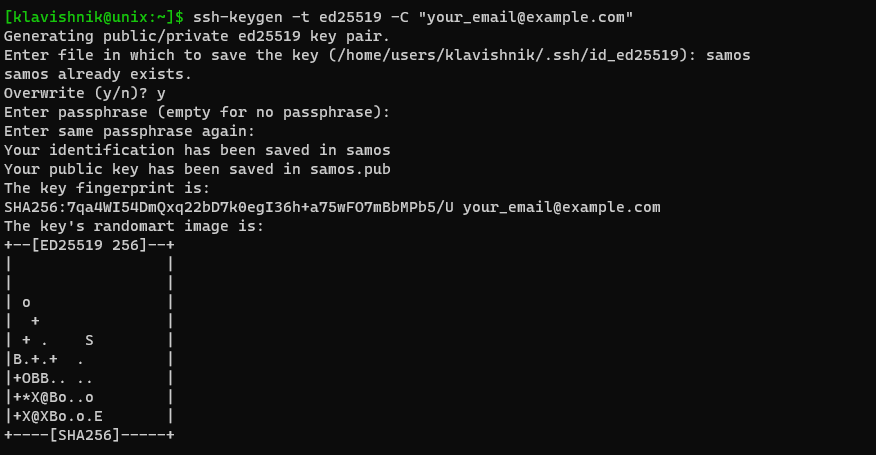 [klavishnik@unix:~]$ ssh-keygen -t ed25519 -C "your_email@example.com"
Generating public/private ed25519 key pair.
Enter file in which to save the key (/home/users/klavishnik/.ssh/id_ed25519): samos
samos already exists.
Overwrite (y/n)? y
Enter passphrase (empty for no passphrase):
Enter same passphrase again:
Your identification has been saved in samos
Your public key has been saved in samos.pub
The key fingerprint is:
SHA256:7qa4WI54DmQxq22bD7k0egI36h+a75wFO7mBbMPb5/U your_email@example.com
The key's randomart image is:
+--[ED25519 256]--+
|                 |
|                 |
| o               |
|  +              |
| + .    S        |
|B.+.+  .         |
|+OBB.. ..        |
|+*X@Bo..o        |
|+X@XBo.o.E       |
+----[SHA256]-----+